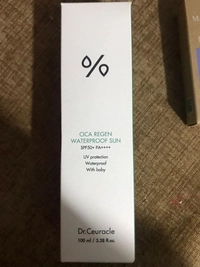 %
CICA REGEN
WATERPROOF SUN
SPF50+ PA++++
UV protection
Waterproof
With baby
Dr.Ceuracle
100 ml / 3.38 fl.oz.